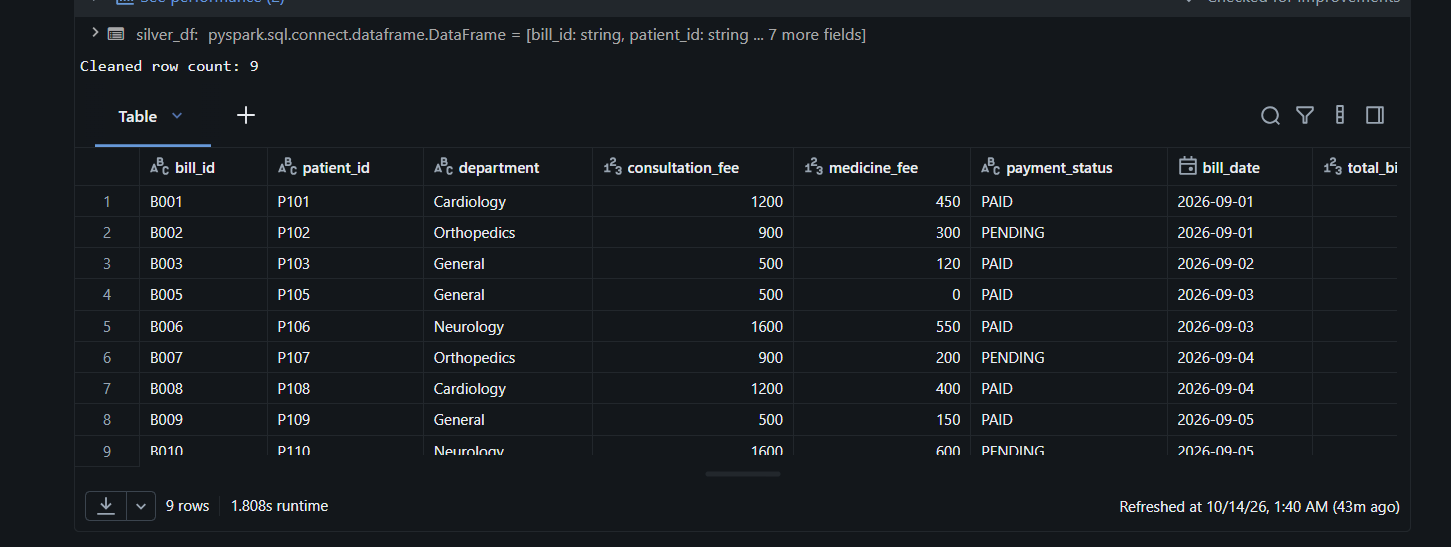 See performance (2)
Checked for improvements
silver_df: pyspark.sql.connect.dataframe.DataFrame = [bill_id: string, patient_id: string ... 7 more fields]
Cleaned row count: 9
Table
bill_id patient_id department consultation_fee medicine_fee payment_status bill_date total_bi
1 B001 P101 Cardiology 1200 450 PAID 2026-09-01
2 B002 P102 Orthopedics 900 300 PENDING 2026-09-01
3 B003 P103 General 500 120 PAID 2026-09-02
4 B005 P105 General 500 0 PAID 2026-09-03
5 B006 P106 Neurology 1600 550 PAID 2026-09-03
6 B007 P107 Orthopedics 900 200 PENDING 2026-09-04
7 B008 P108 Cardiology 1200 400 PAID 2026-09-04
8 B009 P109 General 500 150 PAID 2026-09-05
9 B010 P110 Neurology 1600 600 PENDING 2026-09-05
9 rows 1.808s runtime
Refreshed at 10/14/26, 1:40 AM (43m ago)